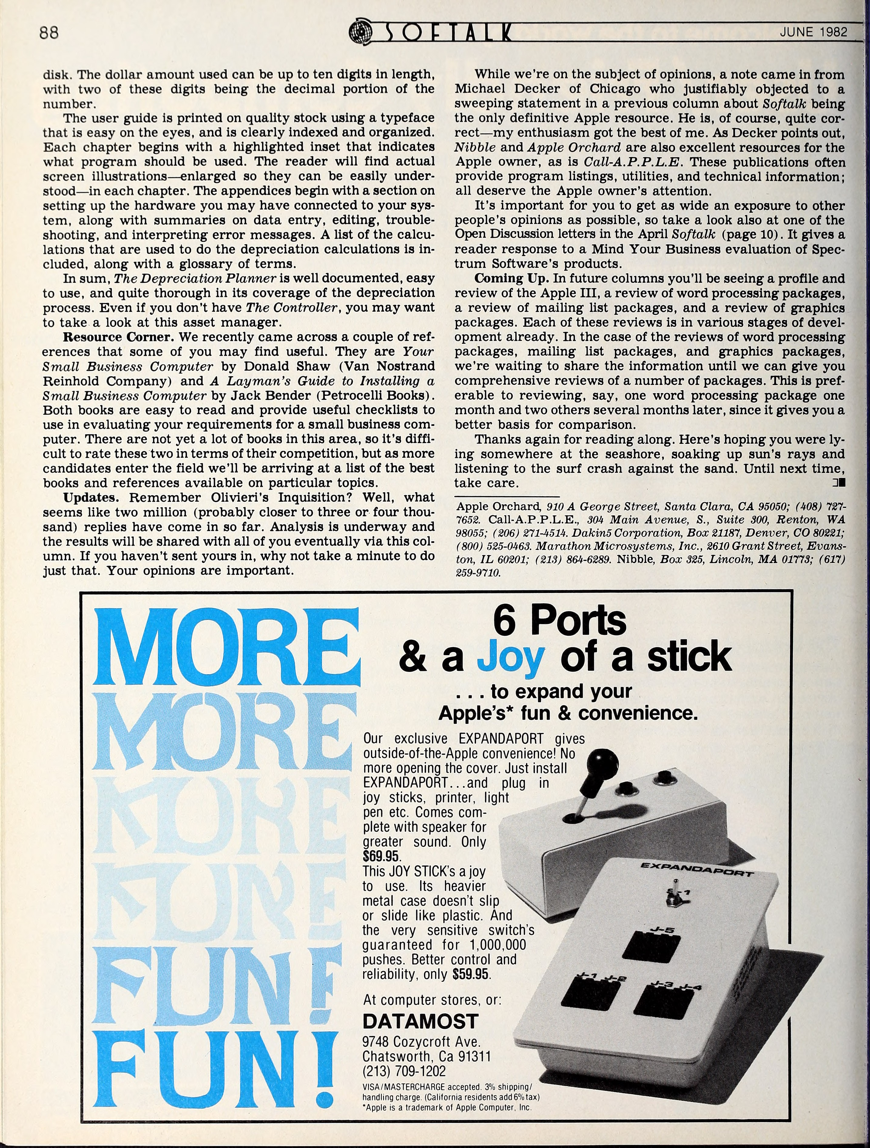 88
SOFTALK
JUNE 1982
disk. The dollar amount used can be up to ten digits in length,
with two of these digits being the decimal portion of the
number.
The user guide is printed on quality stock using a typeface
that is easy on the eyes, and is clearly indexed and organized.
Each chapter begins with a highlighted inset that indicates
what program should be used. The reader will find actual
screen illustrations—enlarged so they can be easily under-
stood—in each chapter. The appendices begin with a section on
setting up the hardware you may have connected to your sys-
tem, along with summaries on data entry, editing, trouble-
shooting, and interpreting error messages. A list of the calcu-
lations that are used to do the depreciation calculations is in-
cluded, along with a glossary of terms.
In sum, The Depreciation Planner is well documented, easy
to use, and quite thorough in its coverage of the depreciation
process. Even if you don't have The Controller, you may want
to take a look at this asset manager.
Resource Corner. We recently came across a couple of ref-
erences that some of you may find useful. They are Your
Small Business Computer by Donald Shaw (Van Nostrand
Reinhold Company) and A Layman's Guide to Installing a
Small Business Computer by Jack Bender (Petrocelli Books).
Both books are easy to read and provide useful checklists to
use in evaluating your requirements for a small business com-
puter. There are not yet a lot of books in this area, so it's diffi-
cult to rate these two in terms of their competition, but as more
candidates enter the field we'll be arriving at a list of the best
books and references available on particular topics.
Updates. Remember Olivieri's Inquisition? Well, what
seems like two million (probably closer to three or four thou-
sand) replies have come in so far. Analysis is underway and
the results will be shared with all of you eventually via this col-
umn. If you haven't sent yours in, why not take a minute to do
just that. Your opinions are important.
While we're on the subject of opinions, a note came in from
Michael Decker of Chicago who justifiably objected to a
sweeping statement in a previous column about Softalk being
the only definitive Apple resource. He is, of course, quite cor-
rect—my enthusiasm got the best of me. As Decker points out,
Nibble and Apple Orchard are also excellent resources for the
Apple owner, as is Call-A.P.P.L.E. These publications often
provide program listings, utilities, and technical information;
all deserve the Apple owner's attention.
It's important for you to get as wide an exposure to other
people's opinions as possible, so take a look also at one of the
Open Discussion letters in the April Softalk (page 10). It gives a
reader response to a Mind Your Business evaluation of Spec-
trum Software's products.
Coming Up. In future columns you'll be seeing a profile and
review of the Apple III, a review of word processing packages,
a review of mailing list packages, and a review of graphics
packages. Each of these reviews is in various stages of devel-
opment already. In the case of the reviews of word processing
packages, mailing list packages, and graphics packages,
we're waiting to share the information until we can give you
comprehensive reviews of a number of packages. This is pref-
erable to reviewing, say, one word processing package one
month and two others several months later, since it gives you a
better basis for comparison.
Thanks again for reading along. Here's hoping you were ly-
ing somewhere at the seashore, soaking up sun's rays and
listening to the surf crash against the sand. Until next time,
take care.
Apple Orchard, 910 A George Street, Santa Clara, CA 95050; (408) 727-
7652. Call-A.P.P.L.E., 304 Main Avenue, S., Suite 300, Renton, WA
98055; (206) 271-4514. Dakin5 Corporation, Box 21187, Denver, CO 80221;
(800) 525-0463. Marathon Microsystems, Inc., 2610 Grant Street, Evans-
ton, IL 60201; (213) 864-6289. Nibble, Box 325, Lincoln, MA 01773; (617)
259-9710.
MORE
MORE
FUN!
FUN!
6 Ports
& a Joy of a stick
. . . to expand your
Apple's* fun & convenience.
Our exclusive EXPANDAPORT gives
outside-of-the-Apple convenience! No
more opening the cover. Just install
EXPANDAPORT...and plug in
joy sticks, printer, light
pen etc. Comes com-
plete with speaker for
greater sound. Only
$69.95.
This JOY STICK's a joy
to use. Its heavier
metal case doesn't slip
or slide like plastic. And
the very sensitive switch's
guaranteed for 1,000,000
pushes. Better control and
reliability, only $59.95.
At computer stores, or:
DATAMOST
9748 Cozycroft Ave.
Chatsworth, Ca 91311
(213) 709-1202
VISA/MASTERCHARGE accepted. 3% shipping/
handling charge. (California residents add 6% tax)
*Apple is a trademark of Apple Computer, Inc.
EXPANDAPORT
J-5
J-1 J-2
J-3 J-4